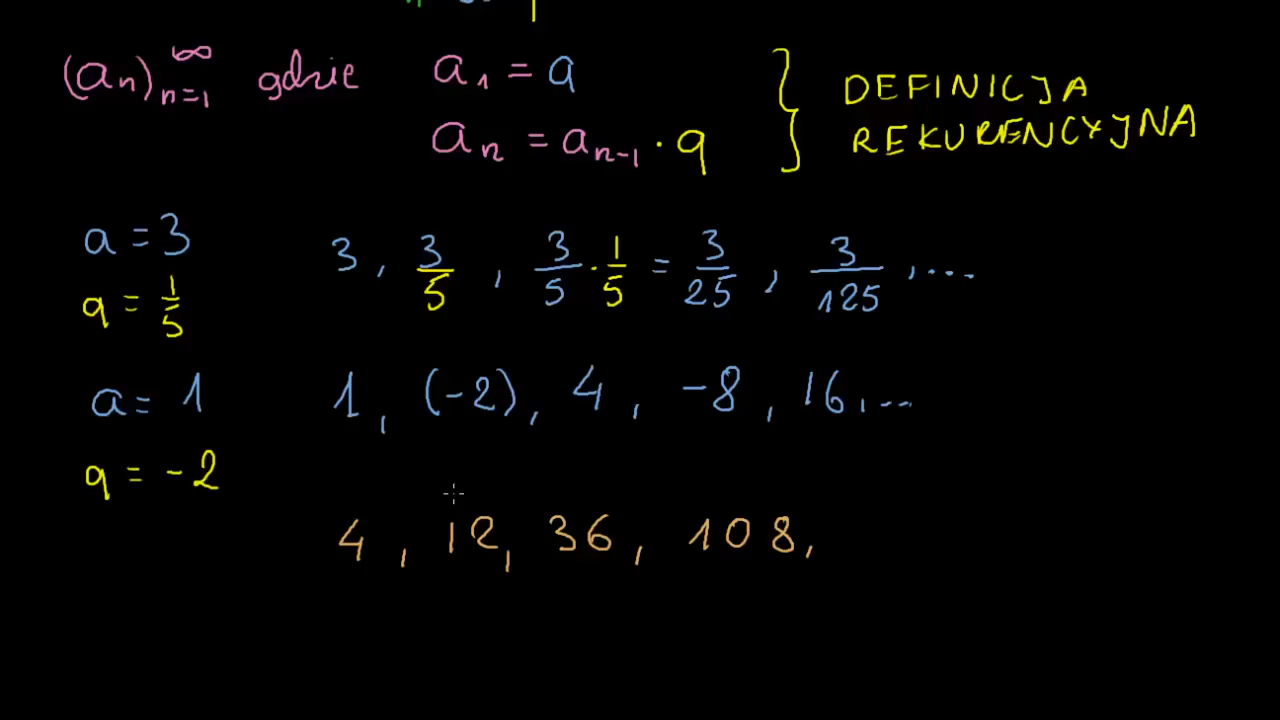 (aₙ)ₙ₌₁^∞ gdzie a₁ = a
aₙ = aₙ₋₁ · q
DEFINICJA
REKURENCYJNA
a = 3
q = 1/5
3, 3/5, 3/5 · 1/5 = 3/25, 3/125, ...
a = 1
q = -2
1, (-2), 4, -8, 16, ...
4, 12, 36, 108,